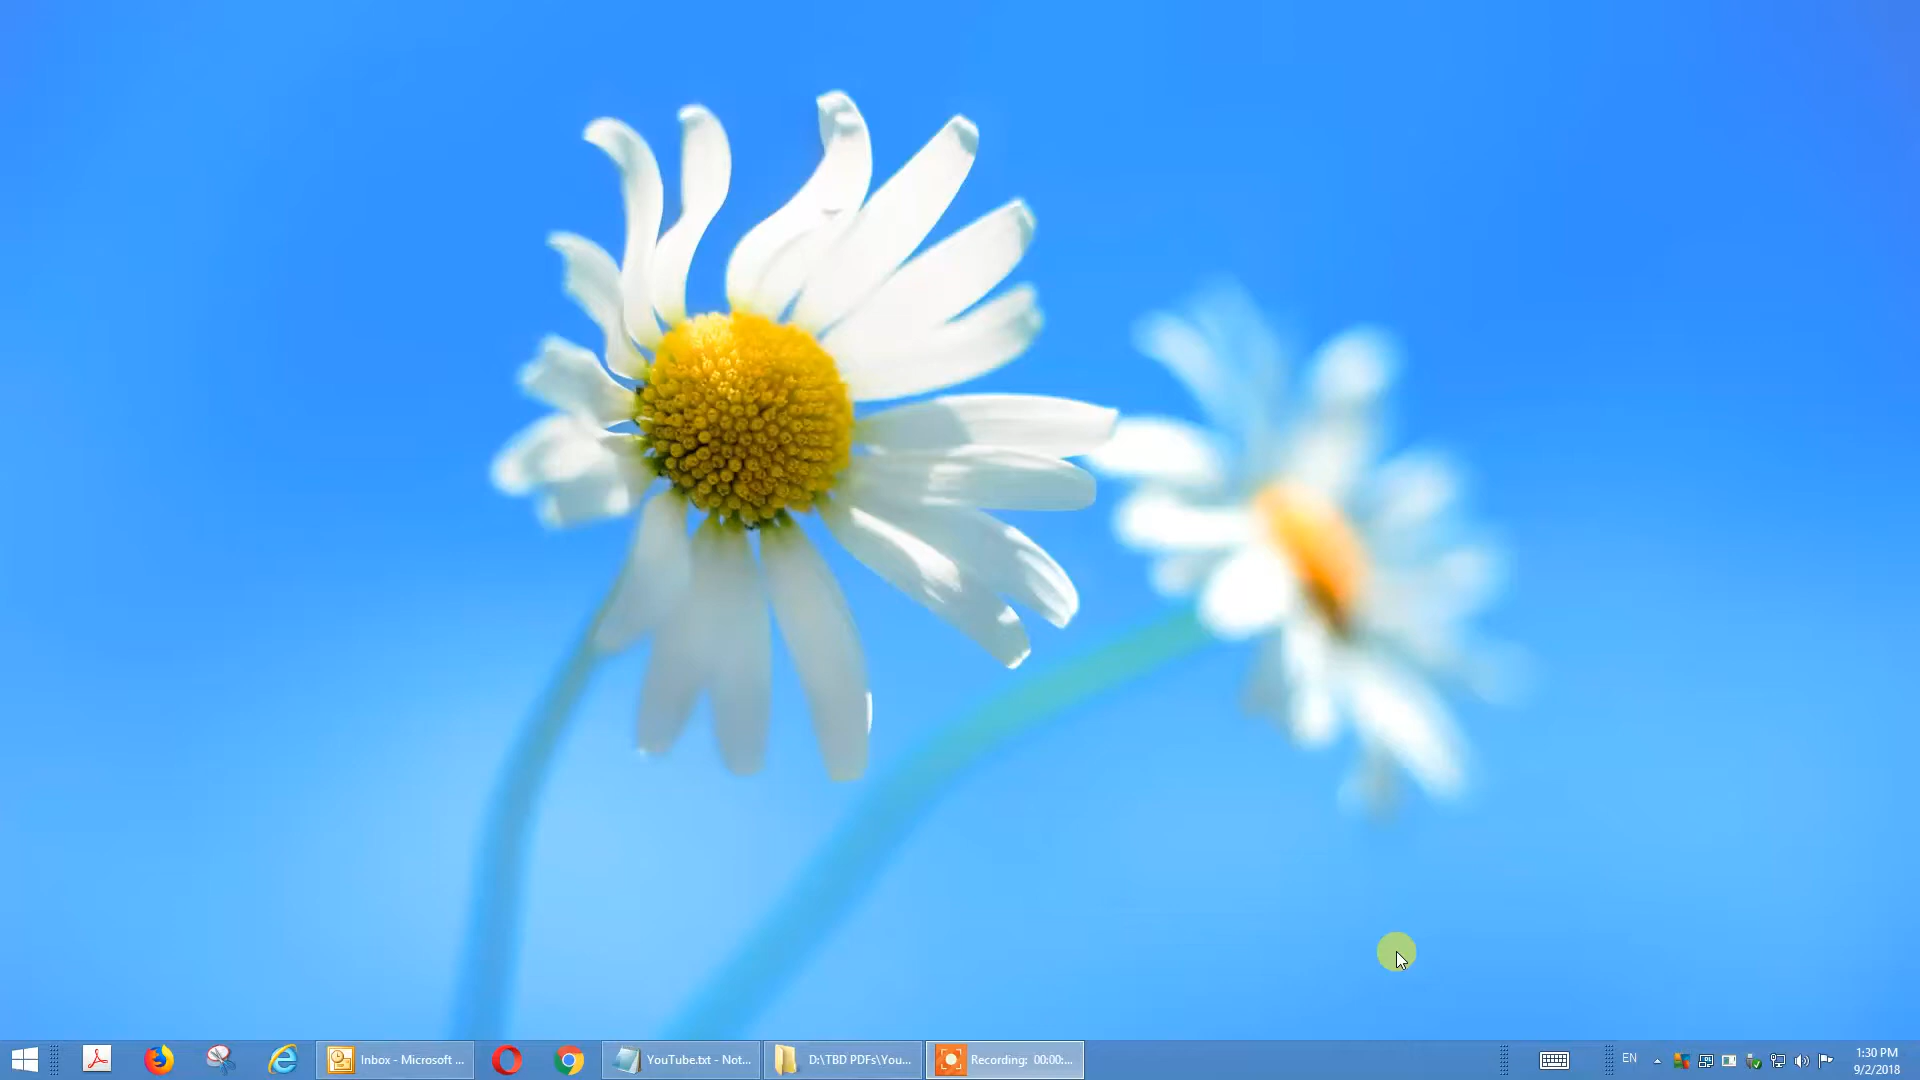 Inbox - Microsoft ...
YouTube.txt - Not...
D:\TBD PDFs\You...
Recording: 00:00:...
EN
1:30 PM
9/2/2018